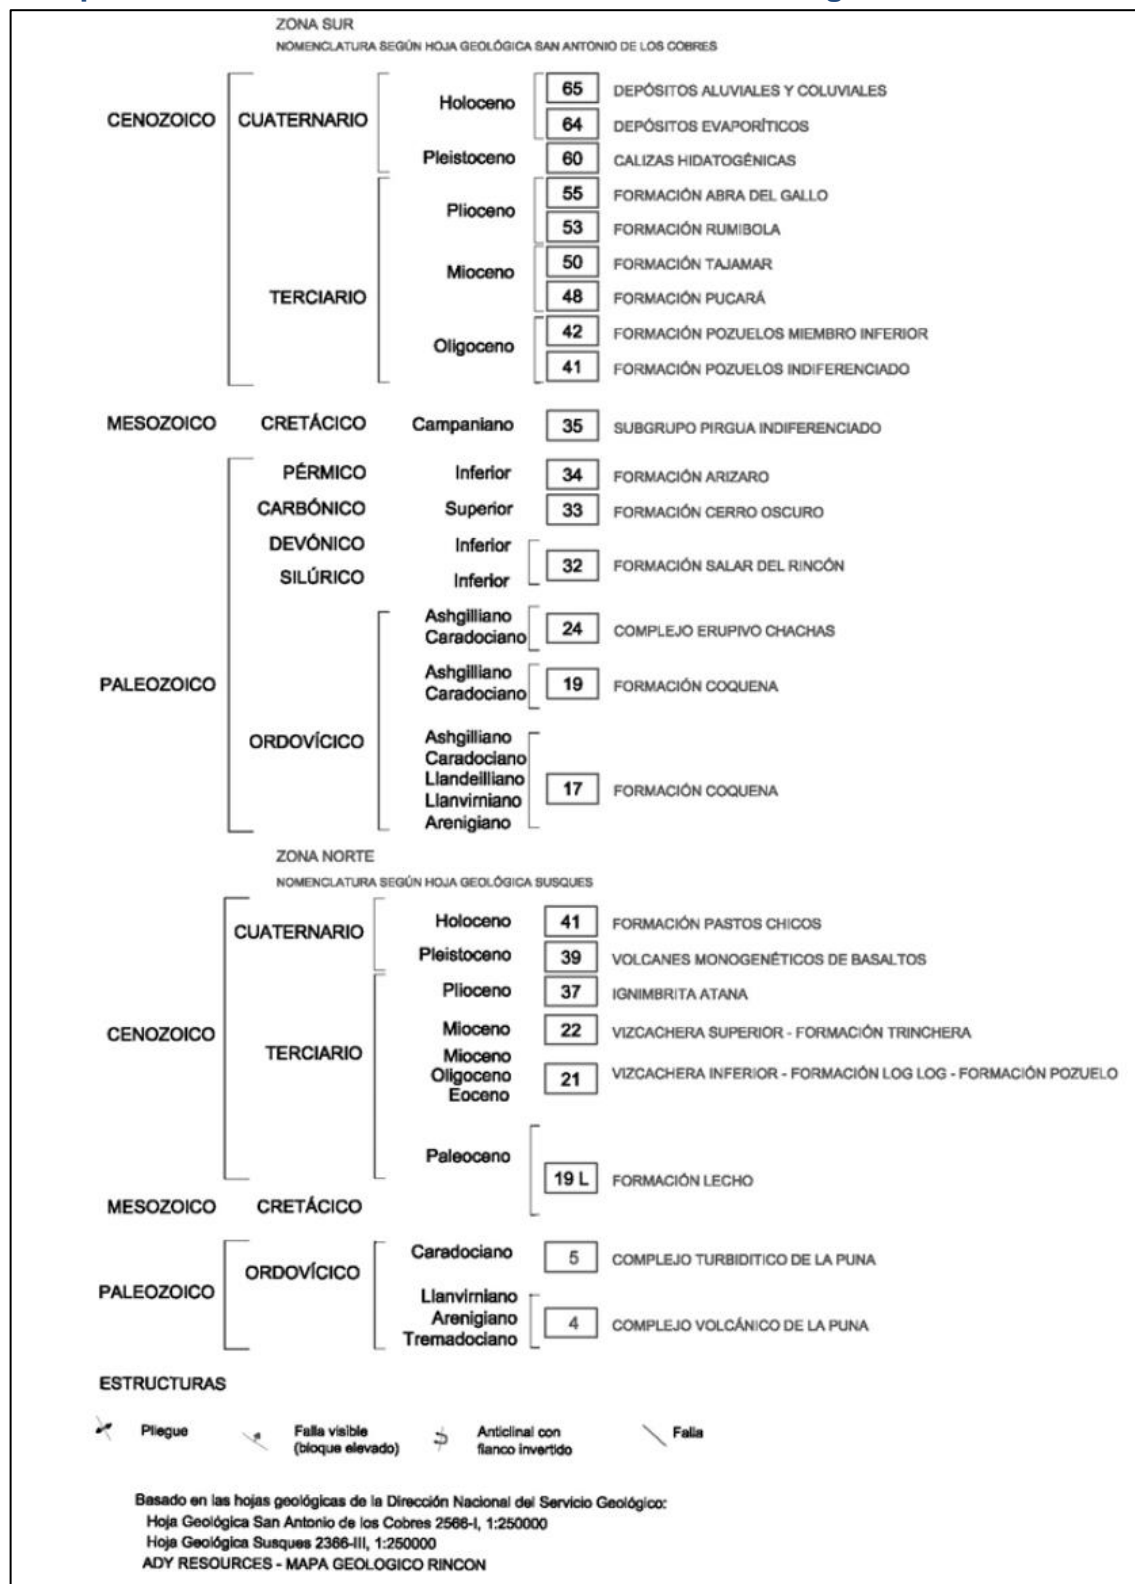 ZONA SUR
NOMENCLATURA SEGÚN HOJA GEOLÓGICA SAN ANTONIO DE LOS COBRES
CENOZOICO CUATERNARIO Holoceno 65 DEPÓSITOS ALUVIALES Y COLUVIALES
64 DEPÓSITOS EVAPORÍTICOS
Pleistoceno 60 CALIZAS HIDATOGÉNICAS
TERCIARIO Plioceno 55 FORMACIÓN ABRA DEL GALLO
53 FORMACIÓN RUMIBOLA
Mioceno 50 FORMACIÓN TAJAMAR
48 FORMACIÓN PUCARÁ
Oligoceno 42 FORMACIÓN POZUELOS MIEMBRO INFERIOR
41 FORMACIÓN POZUELOS INDIFERENCIADO
MESOZOICO CRETÁCICO Campaniano 35 SUBGRUPO PIRGUA INDIFERENCIADO
PALEOZOICO PÉRMICO Inferior 34 FORMACIÓN ARIZARO
CARBÓNICO Superior 33 FORMACIÓN CERRO OSCURO
DEVÓNICO Inferior 32 FORMACIÓN SALAR DEL RINCÓN
SILÚRICO Inferior
ORDOVÍCICO Ashgilliano
Caradociano 24 COMPLEJO ERUPIVO CHACHAS
Ashgilliano
Caradociano 19 FORMACIÓN COQUENA
Ashgilliano
Caradociano
Llandeilliano
Llanvirniano
Arenigiano 17 FORMACIÓN COQUENA
ZONA NORTE
NOMENCLATURA SEGÚN HOJA GEOLÓGICA SUSQUES
CENOZOICO CUATERNARIO Holoceno 41 FORMACIÓN PASTOS CHICOS
Pleistoceno 39 VOLCANES MONOGENÉTICOS DE BASALTOS
TERCIARIO Plioceno 37 IGNIMBRITA ATANA
Mioceno 22 VIZCACHERA SUPERIOR - FORMACIÓN TRINCHERA
Mioceno
Oligoceno
Eoceno 21 VIZCACHERA INFERIOR - FORMACIÓN LOG LOG - FORMACIÓN POZUELO
Paleoceno 19 L FORMACIÓN LECHO
MESOZOICO CRETÁCICO
PALEOZOICO ORDOVÍCICO Caradociano 5 COMPLEJO TURBIDITICO DE LA PUNA
Llanvirniano
Arenigiano
Tremadociano 4 COMPLEJO VOLCÁNICO DE LA PUNA
ESTRUCTURAS
Pliegue
Falla visible
(bloque elevado)
Anticlinal con
flanco invertido
Falla
Basado en las hojas geológicas de la Dirección Nacional del Servicio Geológico:
Hoja Geológica San Antonio de los Cobres 2566-I, 1:250000
Hoja Geológica Susques 2366-III, 1:250000
ADY RESOURCES - MAPA GEOLOGICO RINCON